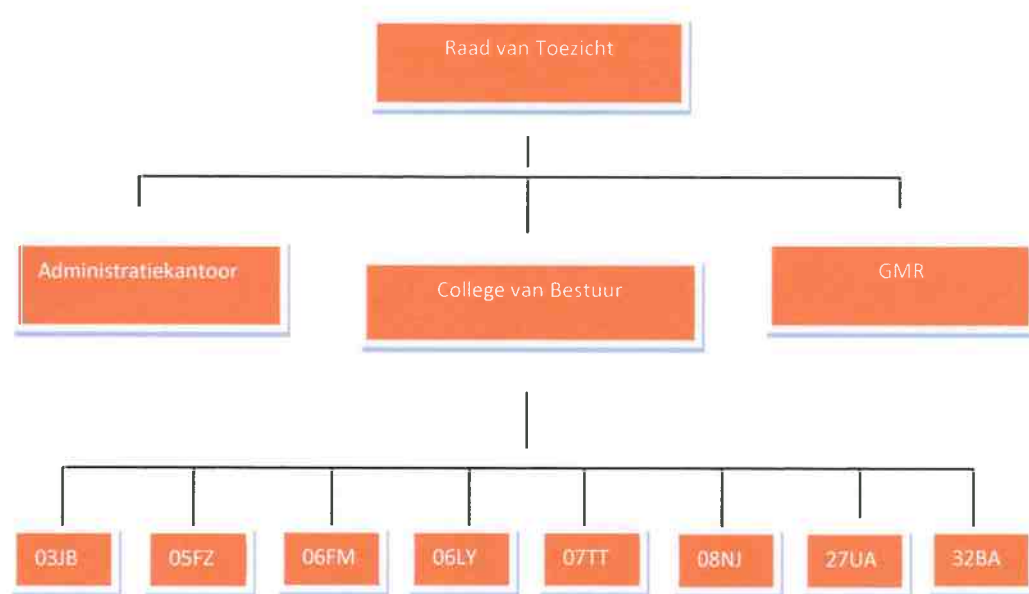 Raad van Toezicht
Administratiekantoor
College van Bestuur
GMR
03JB
05FZ
06FM
06LY
07TT
08NJ
27UA
32BA